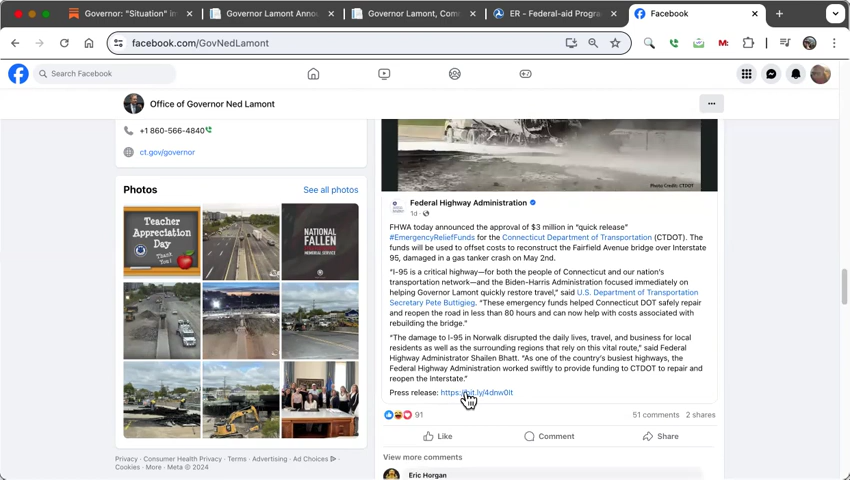 Governor: "Situation" i
Governor Lamont Anno
Governor Lamont, Com
ER - Federal-aid Progra
Facebook
facebook.com/GovNedLamont
Search Facebook
Office of Governor Ned Lamont
+1 860-566-4840
ct.gov/governor
Photos
See all photos
Teacher
Appreciation
Day
Thank You!
NATIONAL
FALLEN
Privacy · Consumer Health Privacy · Terms · Advertising · Ad Choices ·
Cookies · More · Meta © 2024
Photo Credit: CTDOT
Federal Highway Administration
1d ·
FHWA today announced the approval of $3 million in "quick release"
#EmergencyReliefFunds for the Connecticut Department of Transportation (CTDOT). The
funds will be used to offset costs to reconstruct the Fairfield Avenue bridge over Interstate
95, damaged in a gas tanker crash on May 2nd.
"I-95 is a critical highway—for both the people of Connecticut and our nation's
transportation network—and the Biden-Harris Administration focused immediately on
helping Governor Lamont quickly restore travel," said U.S. Department of Transportation
Secretary Pete Buttigieg. "These emergency funds helped Connecticut DOT safely repair
and reopen the road in less than 80 hours and can now help with costs associated with
rebuilding the bridge."
"The damage to I-95 in Norwalk disrupted the daily lives, travel, and business for local
residents as well as the surrounding regions that rely on this vital route," said Federal
Highway Administrator Shailen Bhatt. "As one of the country's busiest highways, the
Federal Highway Administration worked swiftly to provide funding to CTDOT to repair and
reopen the Interstate."
Press release: https://bit.ly/4dnw0it
91
51 comments 2 shares
Like
Comment
Share
View more comments
Eric Horgan